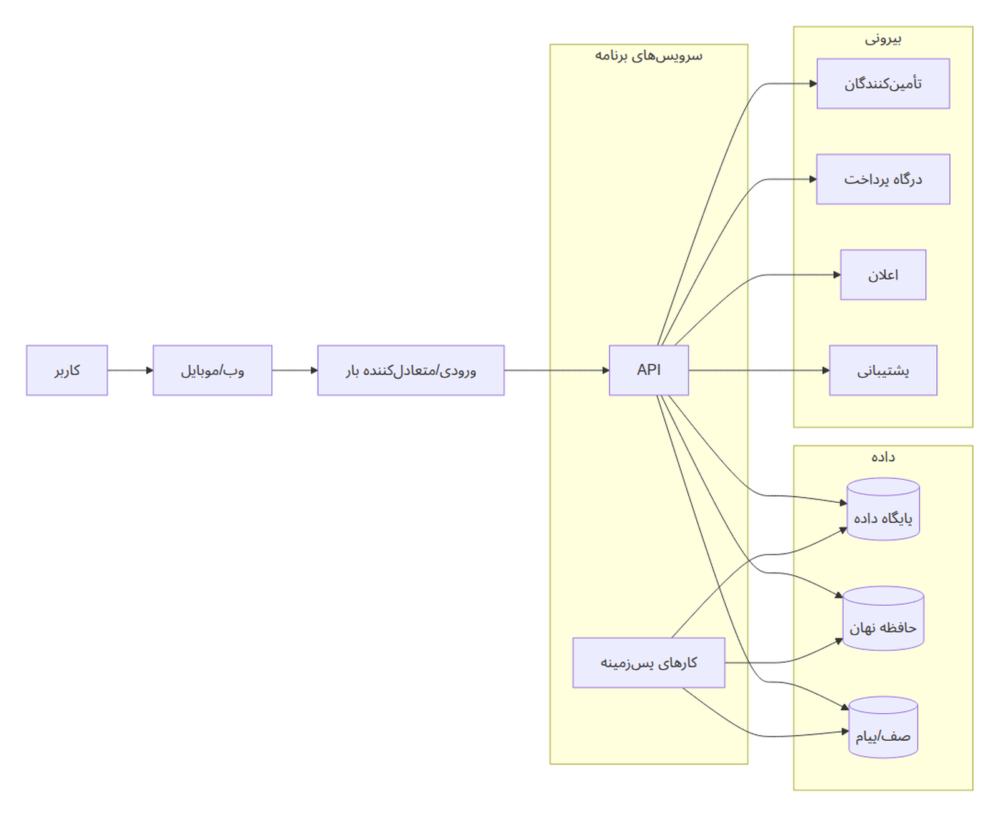 سرویس‌های برنامه
بیرونی
تأمین‌کنندگان
درگاه پرداخت
اعلان
کاربر
وب/موبایل
ورودی/متعادل‌کننده بار
API
پشتیبانی
داده
پایگاه داده
حافظه نهان
کارهای پس‌زمینه
صف/پیام